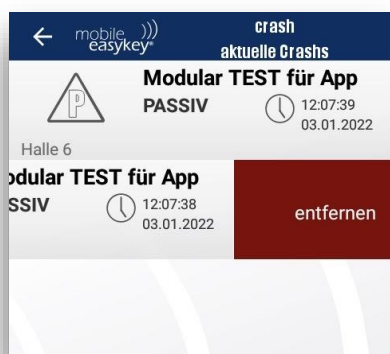 mobile )))
easykey®
crash
aktuelle Crashs
Modular TEST für App
P
PASSIV
12:07:39
03.01.2022
Halle 6
odular TEST für App
SSIV
12:07:38
03.01.2022
entfernen